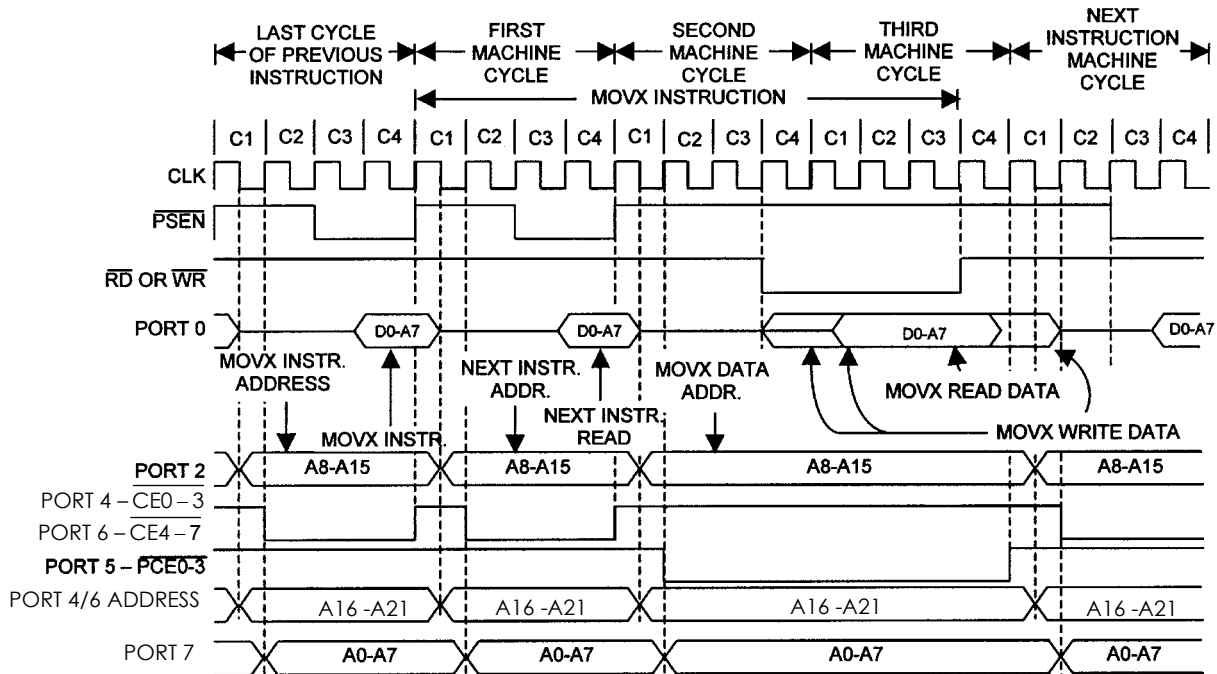 LAST CYCLE
OF PREVIOUS
INSTRUCTION
FIRST
MACHINE
CYCLE
SECOND
MACHINE
CYCLE
THIRD
MACHINE
CYCLE
NEXT
INSTRUCTION
MACHINE
CYCLE
MOVX INSTRUCTION
C1 C2 C3 C4 C1 C2 C3 C4 C1 C2 C3 C4 C1 C2 C3 C4 C1 C2 C3 C4
CLK
PSEN
RD OR WR
PORT 0 D0-A7 D0-A7 D0-A7 D0-A7
MOVX INSTR.
ADDRESS
MOVX INSTR.
NEXT INSTR.
ADDR.
NEXT INSTR.
READ
MOVX DATA
ADDR.
MOVX READ DATA
MOVX WRITE DATA
PORT 2 A8-A15 A8-A15 A8-A15 A8-A15
PORT 4 – CE0 – 3
PORT 6 – CE4 – 7
PORT 5 – PCE0-3
PORT 4/6 ADDRESS A16 -A21 A16 -A21 A16 -A21 A16 -A21
PORT 7 A0-A7 A0-A7 A0-A7 A0-A7